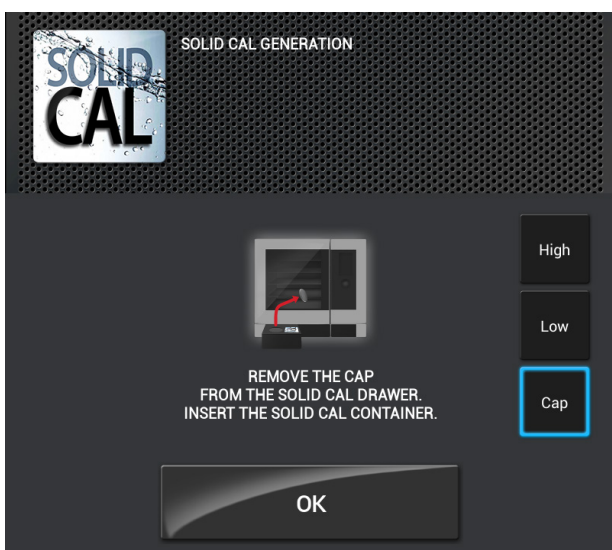 SOLID
CAL
SOLID CAL GENERATION
High
Low
REMOVE THE CAP
FROM THE SOLID CAL DRAWER.
INSERT THE SOLID CAL CONTAINER.
Cap
OK